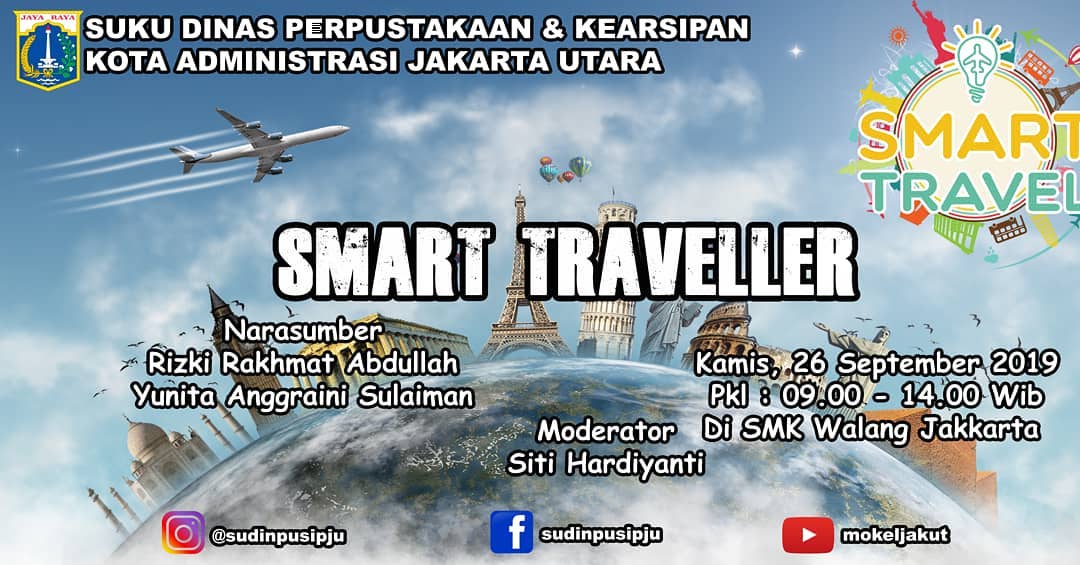 JAYA RAYA
SUKU DINAS PERPUSTAKAAN & KEARSIPAN
KOTA ADMINISTRASI JAKARTA UTARA
SMART
TRAVEL
SMART TRAVELLER
Narasumber
Rizki Rakhmat Abdullah
Yunita Anggraini Sulaiman
Kamis, 26 September 2019
Pkl : 09.00 - 14.00 Wib
Di SMK Walang Jakkarta
Moderator
Siti Hardiyanti
@sudinpusipju
sudinpusipju
mokeljakut